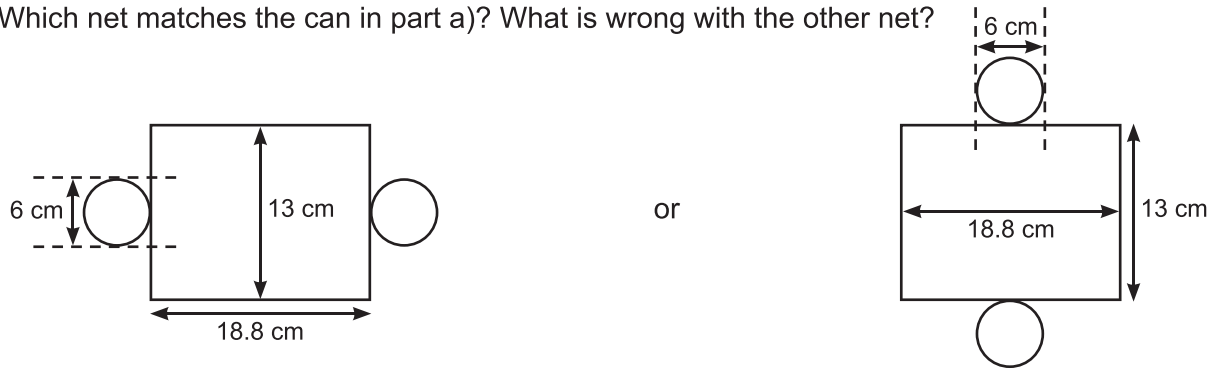 Which net matches the can in part a)? What is wrong with the other net?
6 cm
13 cm
18.8 cm
or
6 cm
18.8 cm
13 cm